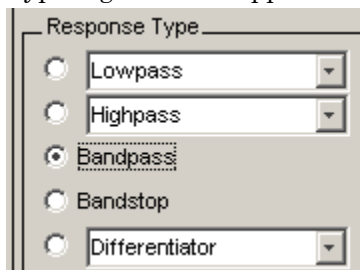 Response Type
Lowpass
Highpass
Bandpass
Bandstop
Differentiator